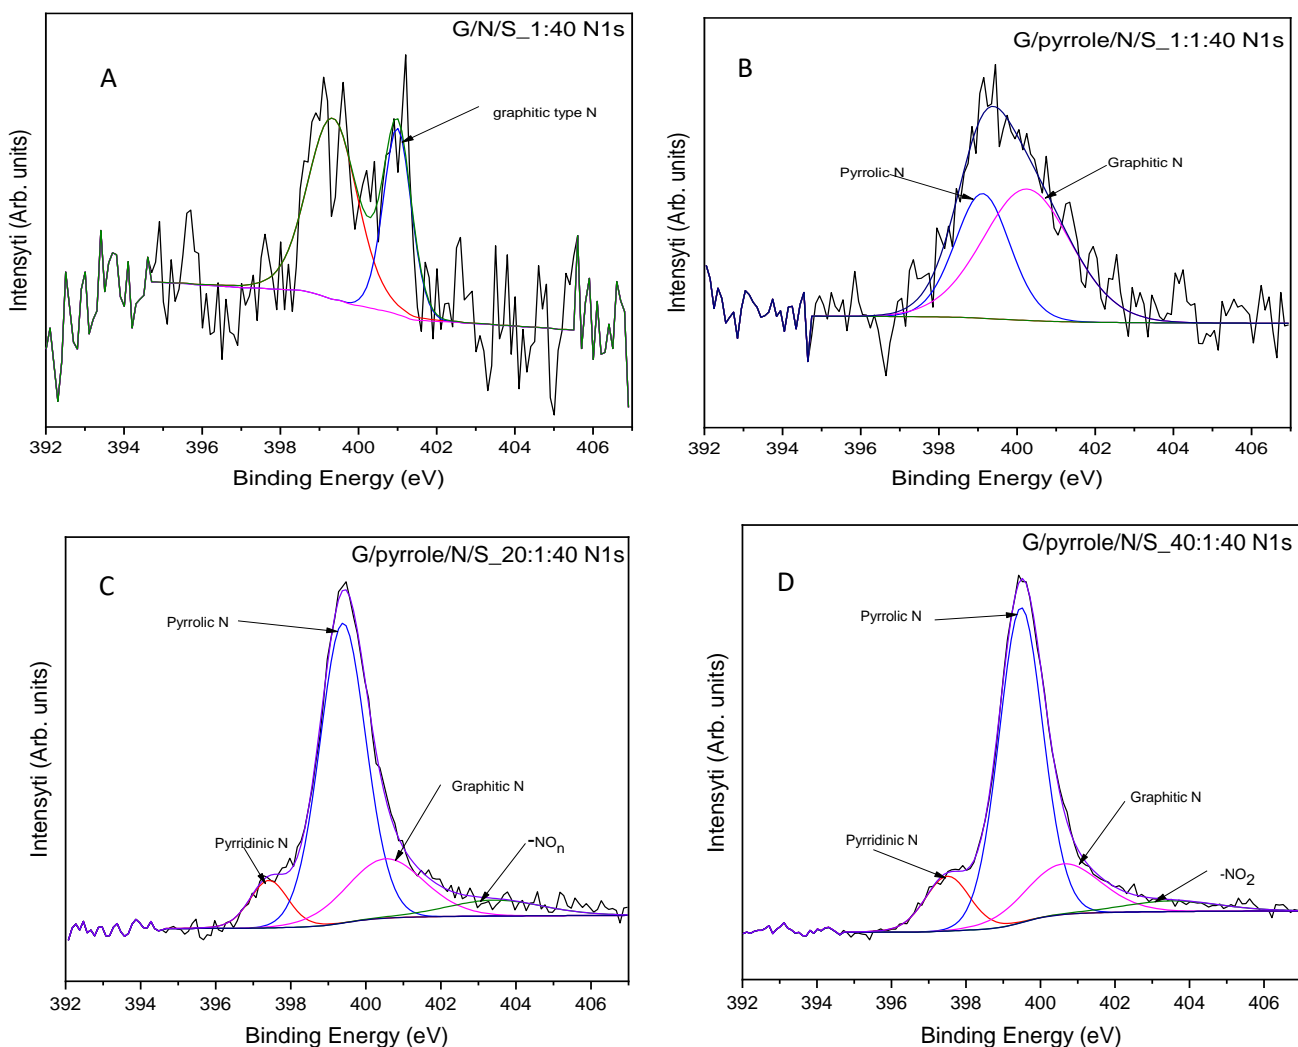 G/N/S_1:40 N1s
A
graphitic type N
Intensyti (Arb. units)
392 394 396 398 400 402 404 406
Binding Energy (eV)
G/pyrrole/N/S_1:1:40 N1s
B
Pyrrolic N
Graphitic N
Intensyti (Arb. units)
392 394 396 398 400 402 404 406
Binding Energy (eV)
G/pyrrole/N/S_20:1:40 N1s
C
Pyrrolic N
Graphitic N
Pyrridinic N
-NOn
Intensyti (Arb. units)
392 394 396 398 400 402 404 406
Binding Energy (eV)
G/pyrrole/N/S_40:1:40 N1s
D
Pyrrolic N
Graphitic N
Pyrridinic N
-NO2
Intensyti (Arb. units)
392 394 396 398 400 402 404 406
Binding Energy (eV)